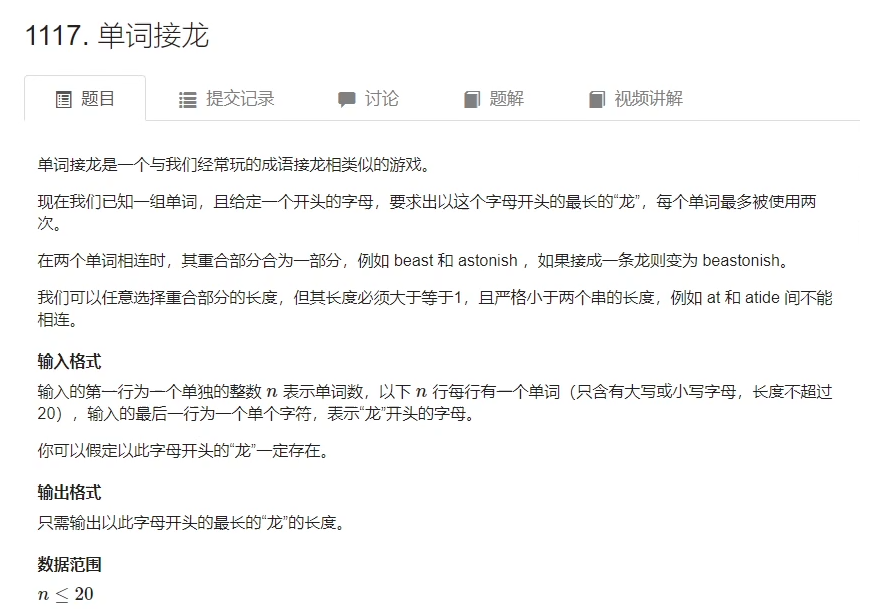 1117. 单词接龙
题目 提交记录 讨论 题解 视频讲解
单词接龙是一个与我们经常玩的成语接龙相类似的游戏。
现在我们已知一组单词，且给定一个开头的字母，要求出以这个字母开头的最长的“龙”，每个单词最多被使用两
次。
在两个单词相连时，其重合部分合为一部分，例如 beast 和 astonish ，如果接成一条龙则变为 beastonish。
我们可以任意选择重合部分的长度，但其长度必须大于等于1，且严格小于两个串的长度，例如 at 和 atide 间不能
相连。
输入格式
输入的第一行为一个单独的整数 n 表示单词数，以下 n 行每行有一个单词（只含有大写或小写字母，长度不超过
20），输入的最后一行为一个单个字符，表示“龙”开头的字母。
你可以假定以此字母开头的“龙”一定存在。
输出格式
只需输出以此字母开头的最长的“龙”的长度。
数据范围
n ≤ 20